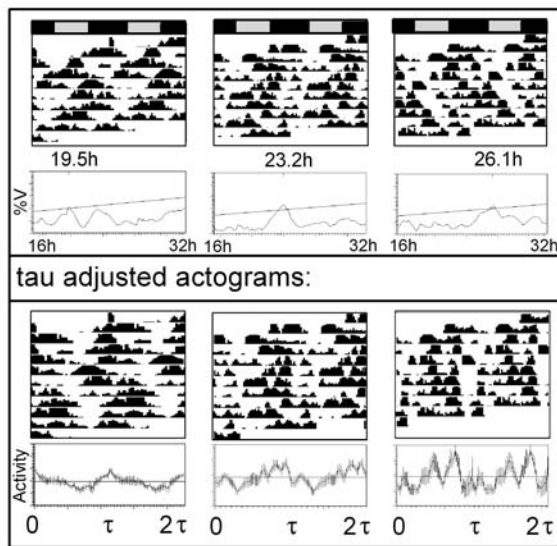 19.5h 23.2h 26.1h
%V
16h 32h 16h 32h 16h 32h
tau adjusted actograms:
Activity
0 τ 2τ 0 τ 2τ 0 τ 2τ